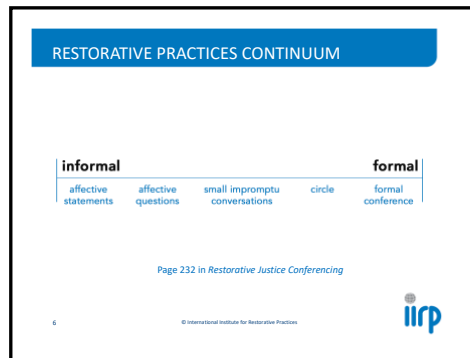 RESTORATIVE PRACTICES CONTINUUM
informal formal
affective affective small impromptu circle formal
statements questions conversations conference
Page 232 in Restorative Justice Conferencing
6 © International Institute for Restorative Practices iirp